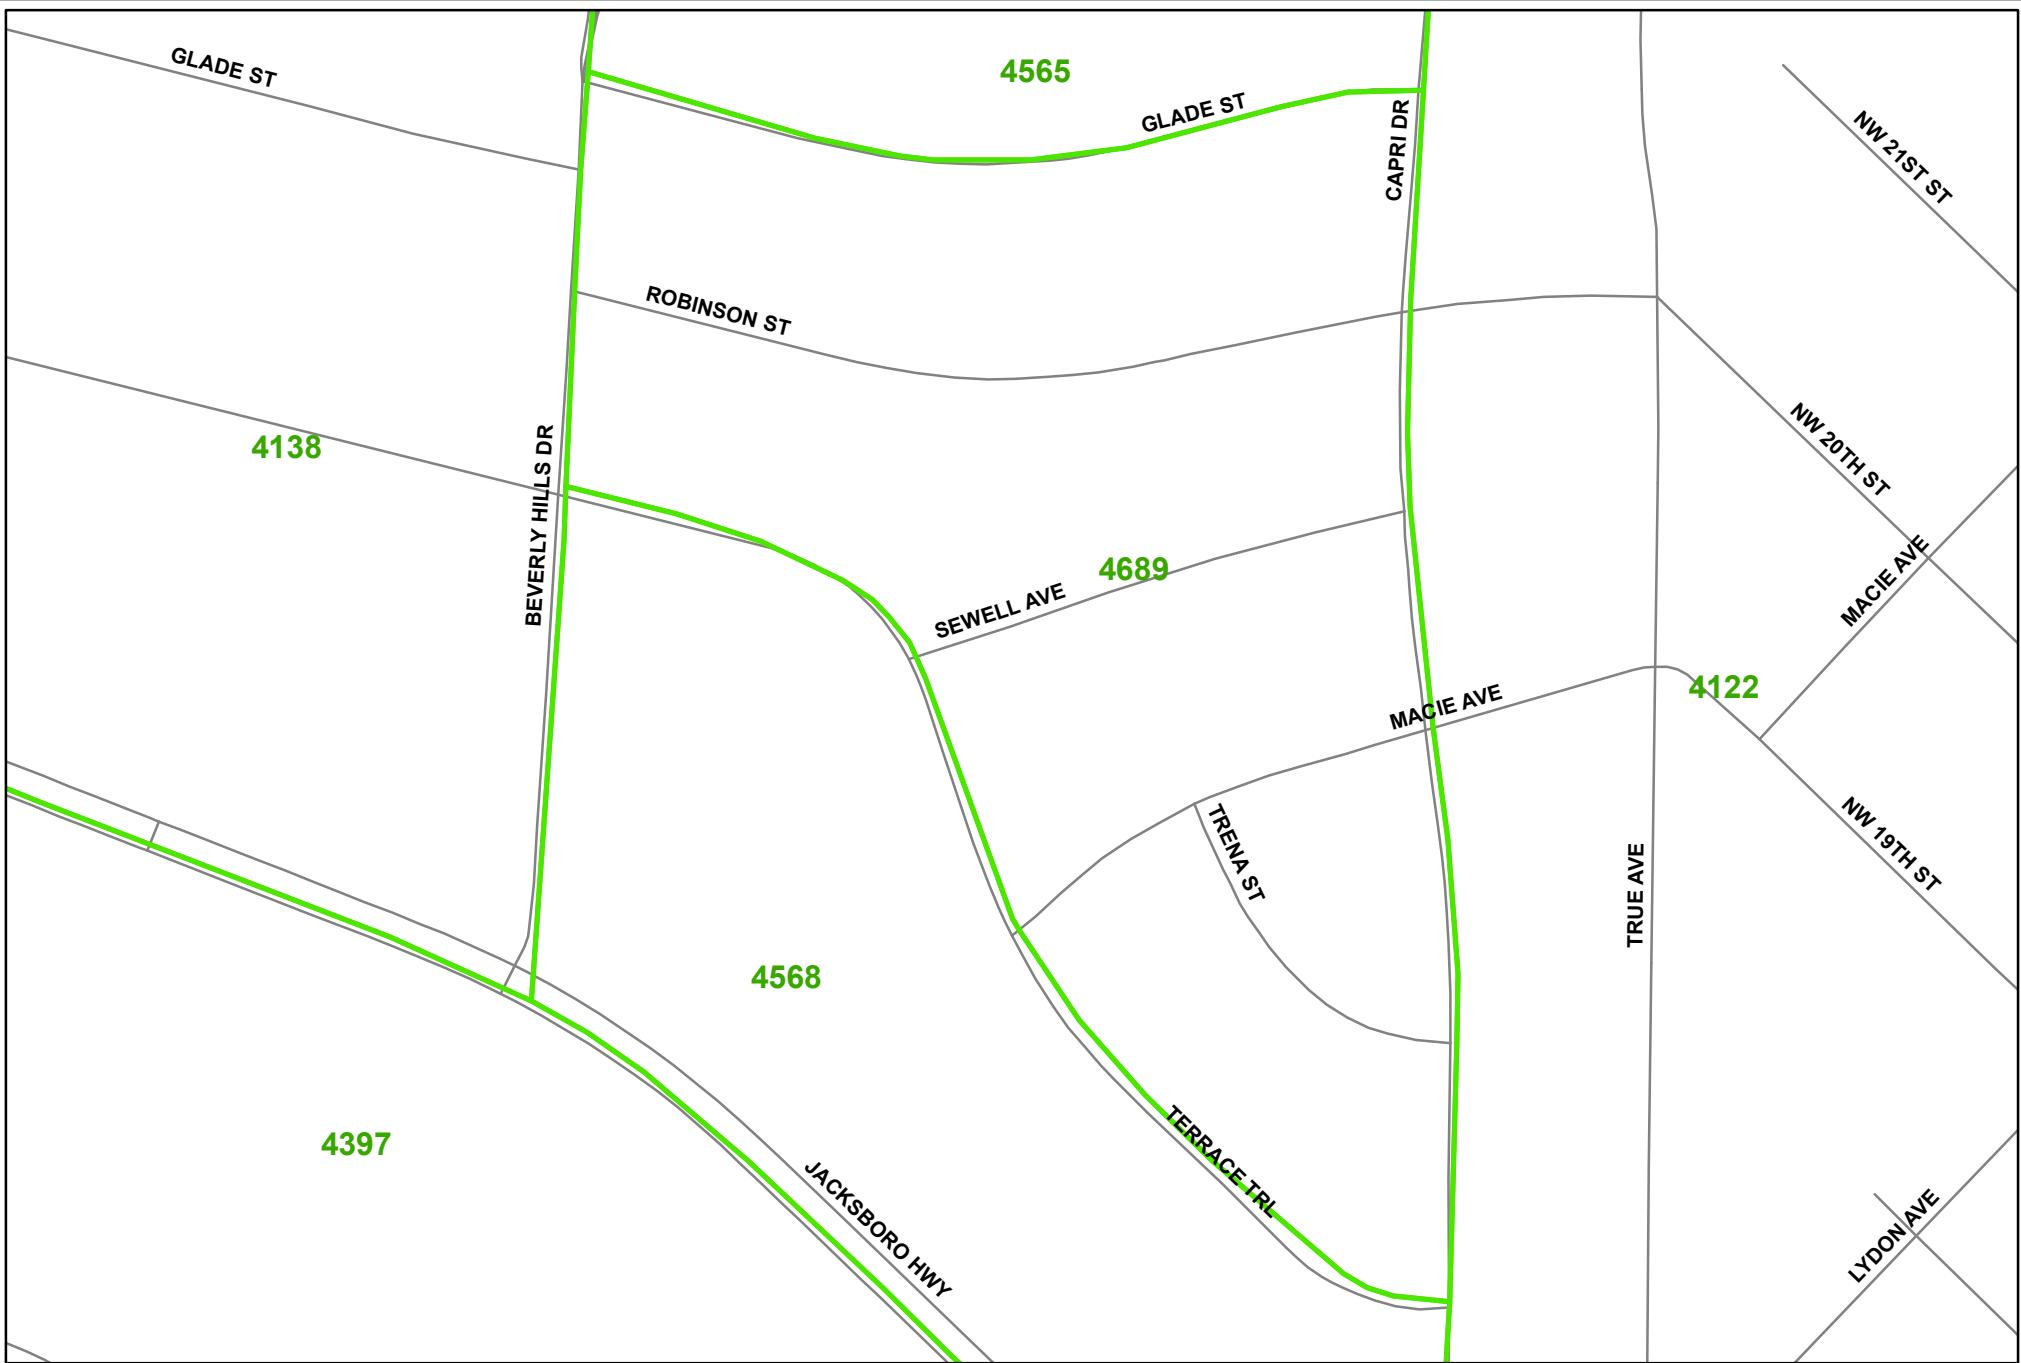 GLADE ST
4565
GLADE ST
CAPRI DR
NW 21ST ST
ROBINSON ST
4138
BEVERLY HILLS DR
NW 20TH ST
4689
SEWELL AVE
MACIE AVE
4122
MACIE AVE
TRENA ST
TRUE AVE
NW 19TH ST
4568
4397
TERRACE TRL
JACKSBORO HWY
LYDON AVE